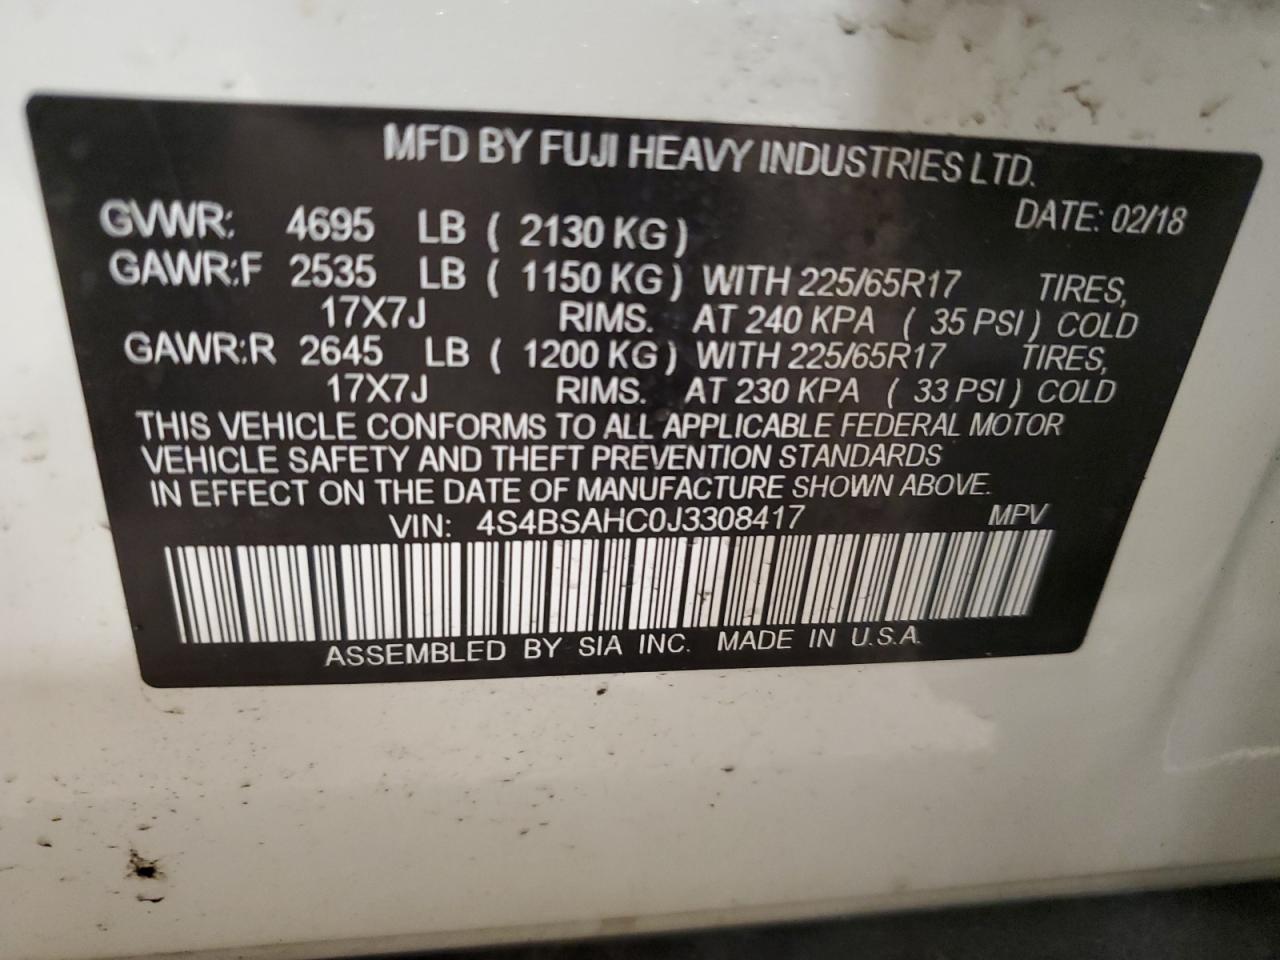 MFD BY FUJI HEAVY INDUSTRIES LTD.
DATE: 02/18
GVWR: 4695 LB ( 2130 KG )
GAWR:F 2535 LB ( 1150 KG ) WITH 225/65R17 TIRES,
17X7J RIMS. AT 240 KPA ( 35 PSI ) COLD
GAWR:R 2645 LB ( 1200 KG ) WITH 225/65R17 TIRES,
17X7J RIMS. AT 230 KPA ( 33 PSI ) COLD
THIS VEHICLE CONFORMS TO ALL APPLICABLE FEDERAL MOTOR
VEHICLE SAFETY AND THEFT PREVENTION STANDARDS
IN EFFECT ON THE DATE OF MANUFACTURE SHOWN ABOVE.
VIN: 4S4BSAHC0J3308417 MPV
ASSEMBLED BY SIA INC. MADE IN U.S.A.